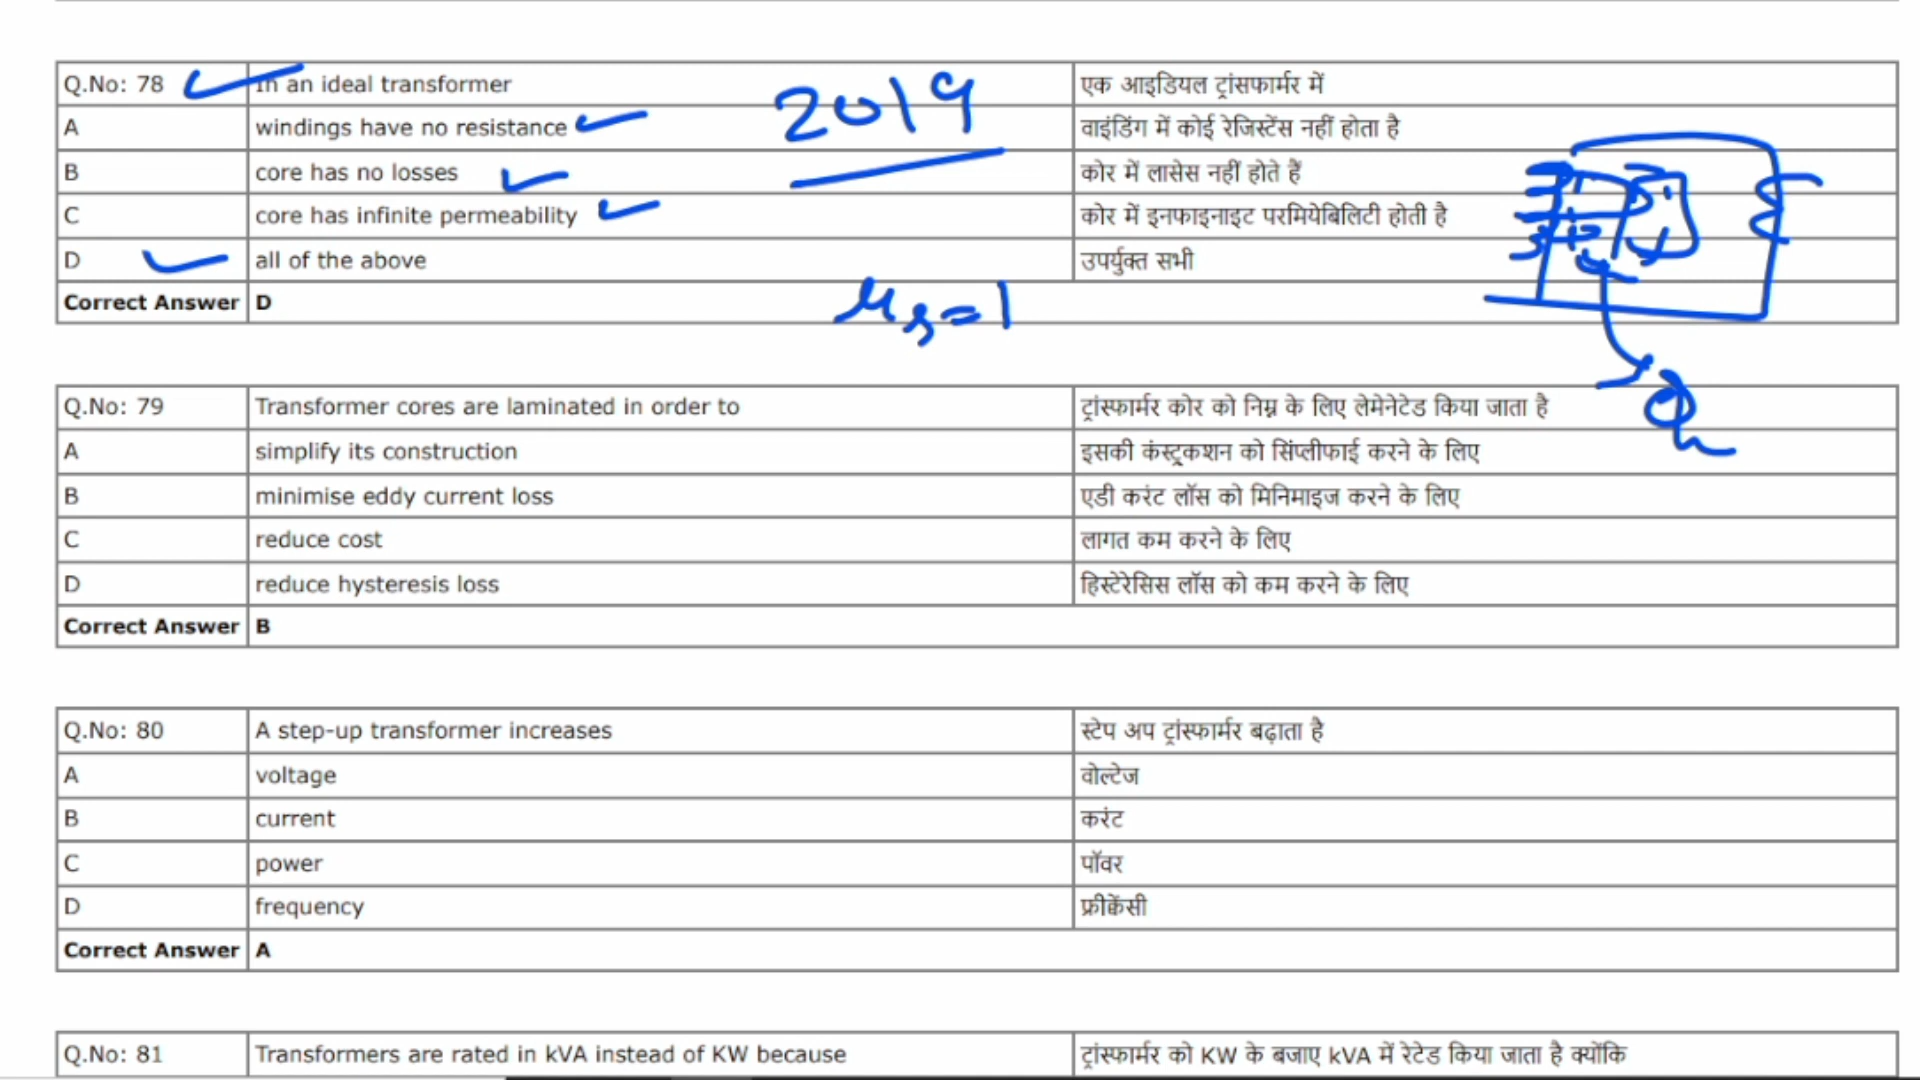 Q.No: 78 In an ideal transformer एक आइडियल ट्रांसफार्मर में
2019
A windings have no resistance वाइंडिंग में कोई रेजिस्टेंस नहीं होता है
B core has no losses कोर में लासेस नहीं होते हैं
C core has infinite permeability कोर में इनफाइनाइट परमियेबिलिटी होती है
D all of the above उपर्युक्त सभी
Correct Answer D
=1
Q.No: 79 Transformer cores are laminated in order to ट्रांस्फार्मर कोर को निम्न के लिए लेमेनेटेड किया जाता है
A simplify its construction इसकी कंस्ट्रक्शन को सिंप्लीफाई करने के लिए
B minimise eddy current loss एडी करंट लॉस को मिनिमाइज करने के लिए
C reduce cost लागत कम करने के लिए
D reduce hysteresis loss हिस्टेरेसिस लॉस को कम करने के लिए
Correct Answer B
Q.No: 80 A step-up transformer increases स्टेप अप ट्रांस्फार्मर बढ़ाता है
A voltage वोल्टेज
B current करंट
C power पॉवर
D frequency फ्रीक्वेंसी
Correct Answer A
Q.No: 81 Transformers are rated in kVA instead of KW because ट्रांस्फार्मर को KW के बजाए kVA में रेटेड किया जाता है क्योंकि